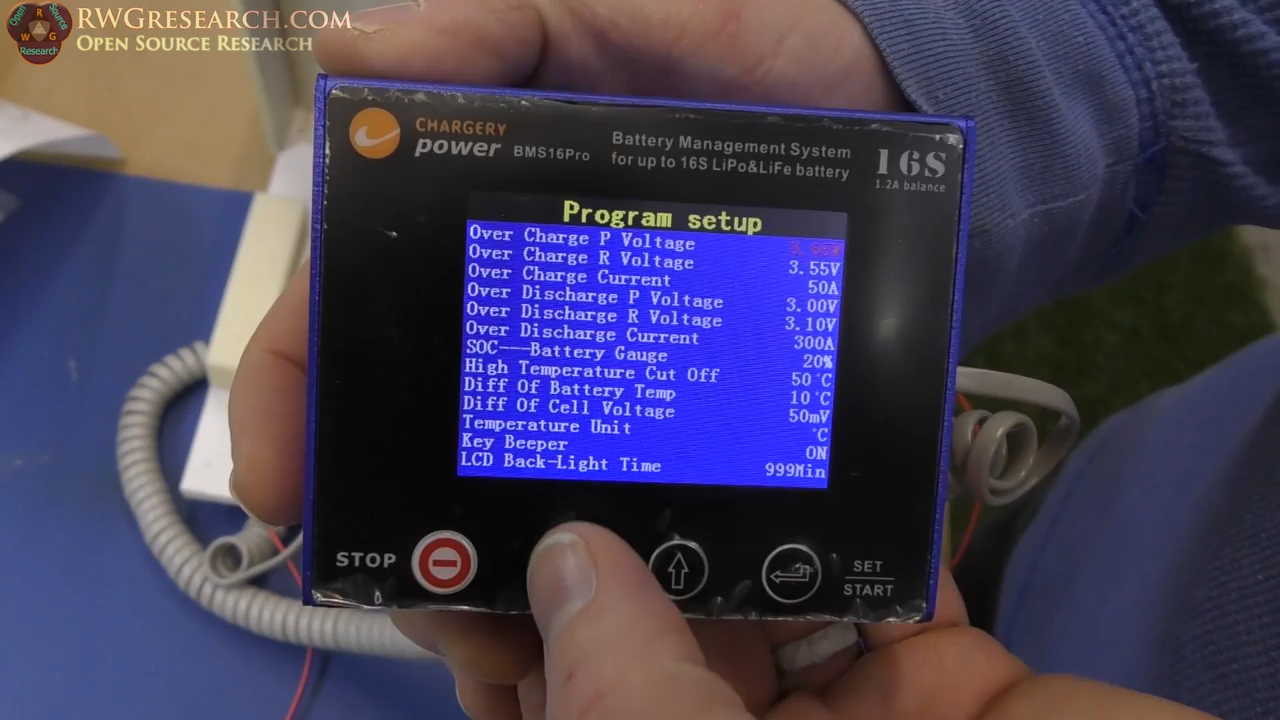 RWGRESEARCH.COM
OPEN SOURCE RESEARCH
Open Source
R
W G
Research
CHARGERY
power BMS16Pro
Battery Management System
for up to 16S LiPo&LiFe battery
16S
1.2A balance
Program setup
Over Charge P Voltage
Over Charge R Voltage 3.55V
Over Charge Current 50A
Over Discharge P Voltage 3.00V
Over Discharge R Voltage 3.10V
Over Discharge Current 300A
SOC---Battery Gauge 20%
High Temperature Cut Off 50℃
Diff Of Battery Temp 10℃
Diff Of Cell Voltage 50mV
Temperature Unit ℃
Key Beeper ON
LCD Back-Light Time 999Min
STOP
SET
START